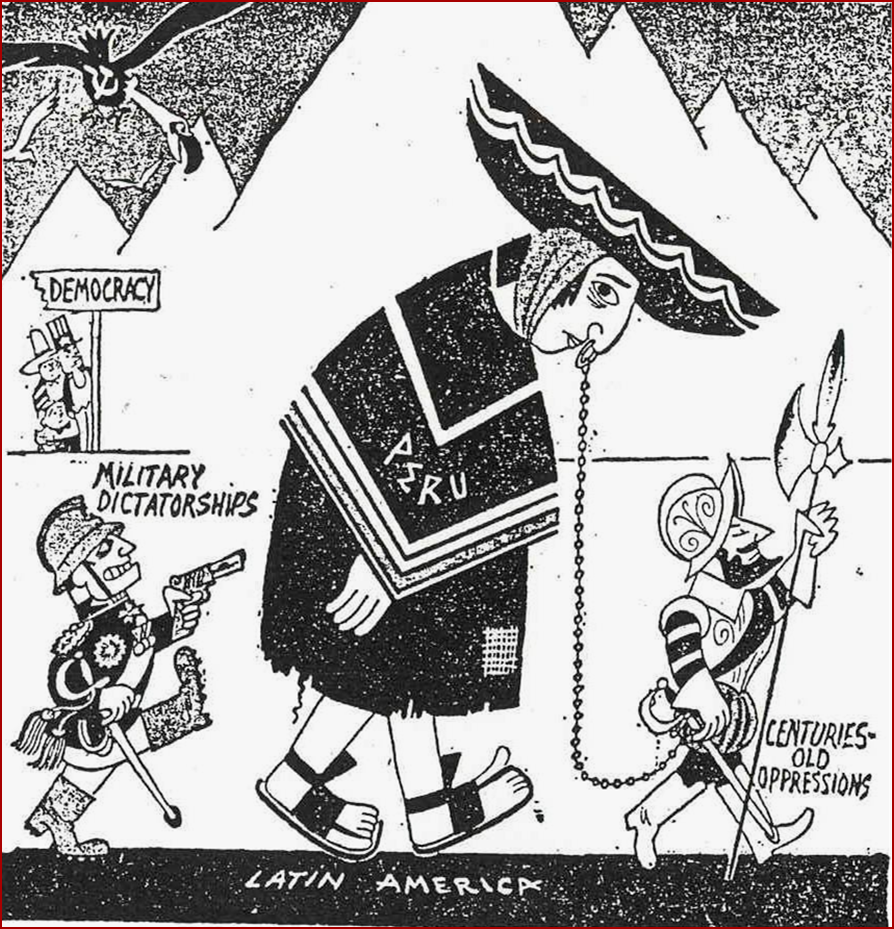 DEMOCRACY
MILITARY
DICTATORSHIPS
PERU
CENTURIES-
OLD
OPPRESSIONS
LATIN AMERICA